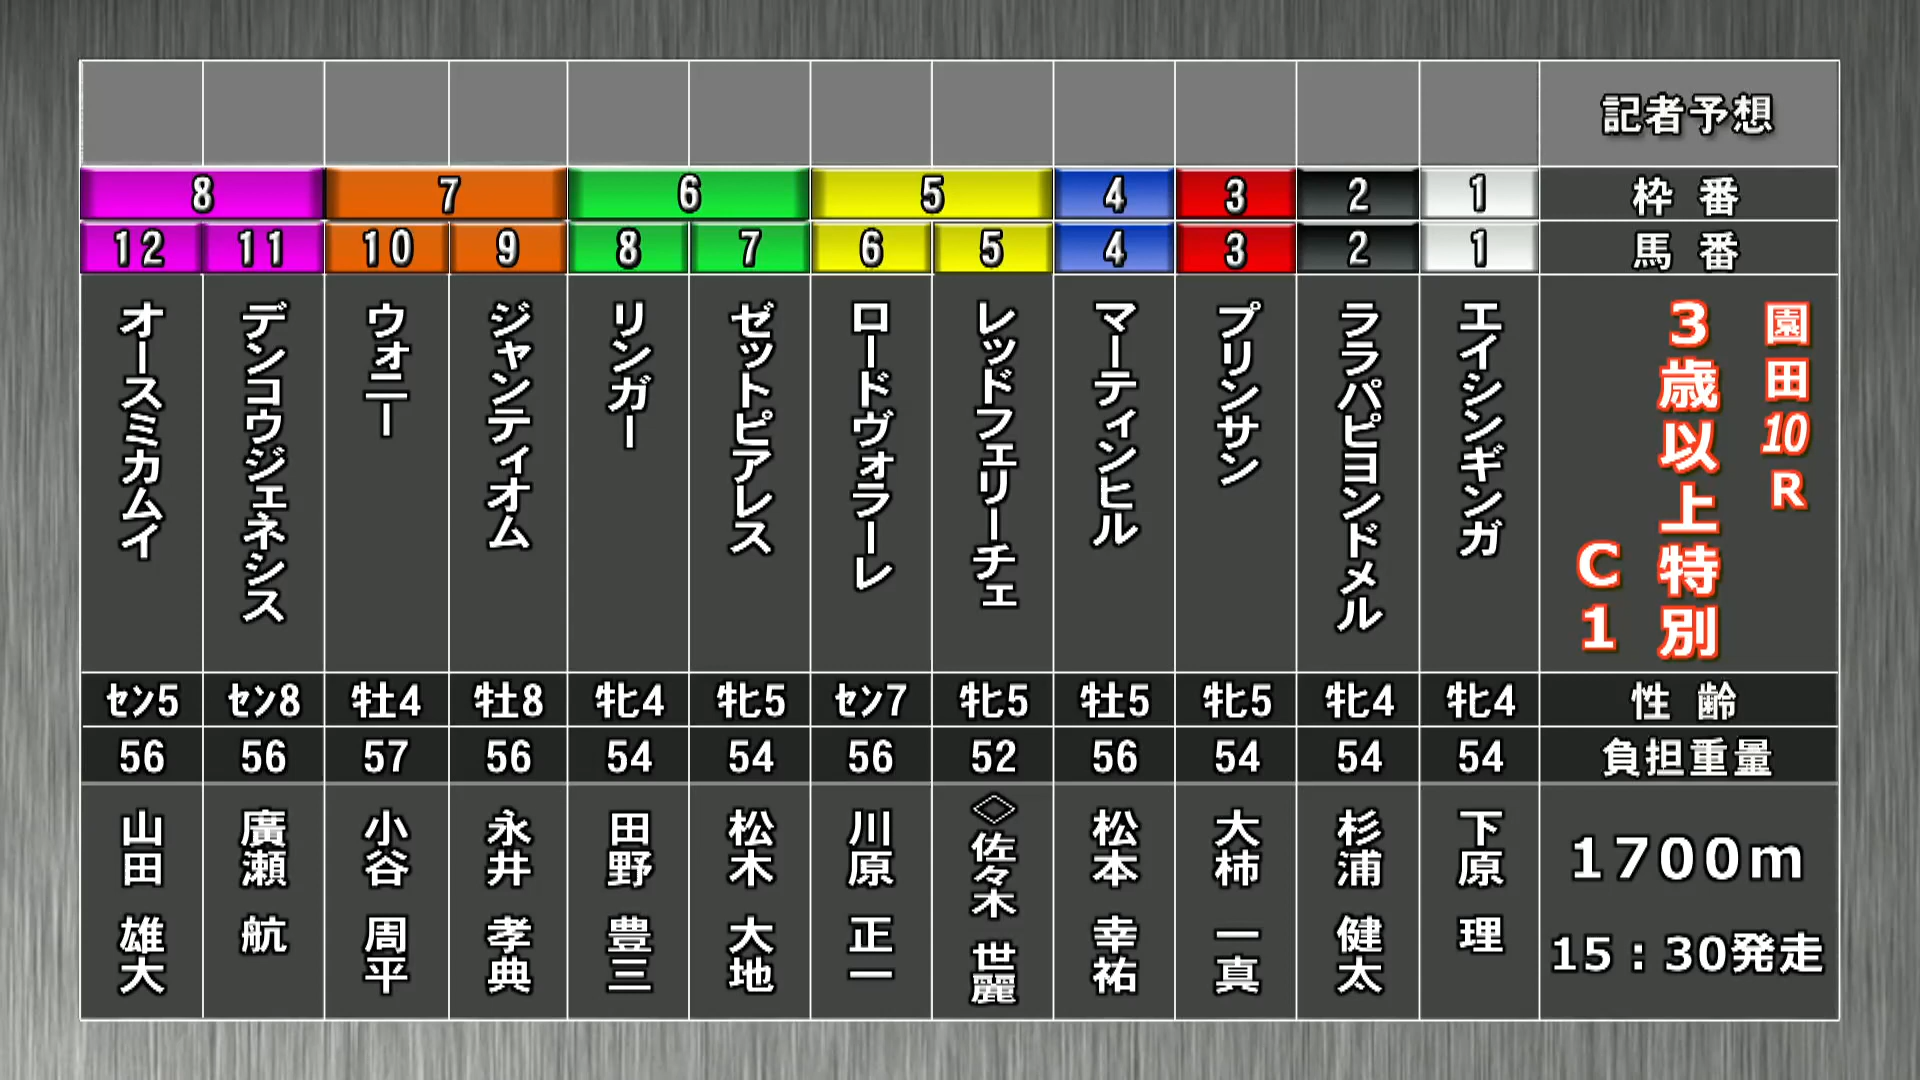 記者予想
枠番 1 2 3 4 5 6 7 8
馬番 1 2 3 4 5 6 7 8 9 10 11 12
園田10R
3歳以上特別
C1
エイシンギンガ
ララパピヨンドメル
プリンサン
マーティンヒル
レッドフェリーチェ
ロードヴォラーレ
ゼットピアレス
リンガー
ジャンティオム
ウォニー
デンコウジェネシス
オースミカムイ
性齢 牝4 牝4 牝5 牡5 牝5 セン7 牝5 牝4 牡8 牡4 セン8 セン5
負担重量 54 54 54 56 52 56 54 54 56 57 56 56
1700m
15:30発走
下原 理
杉浦 健太
大柿 一真
松本 幸祐
◇佐々木 世麗
川原 正一
松木 大地
田野 豊三
永井 孝典
小谷 周平
廣瀬 航
山田 雄大